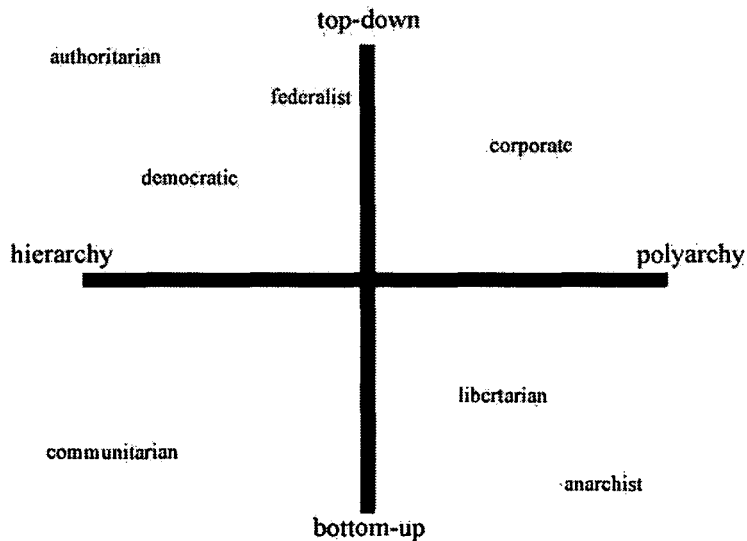 top-down
authoritarian
federalist
corporate
democratic
hierarchy
polyarchy
libertarian
communitarian
anarchist
bottom-up